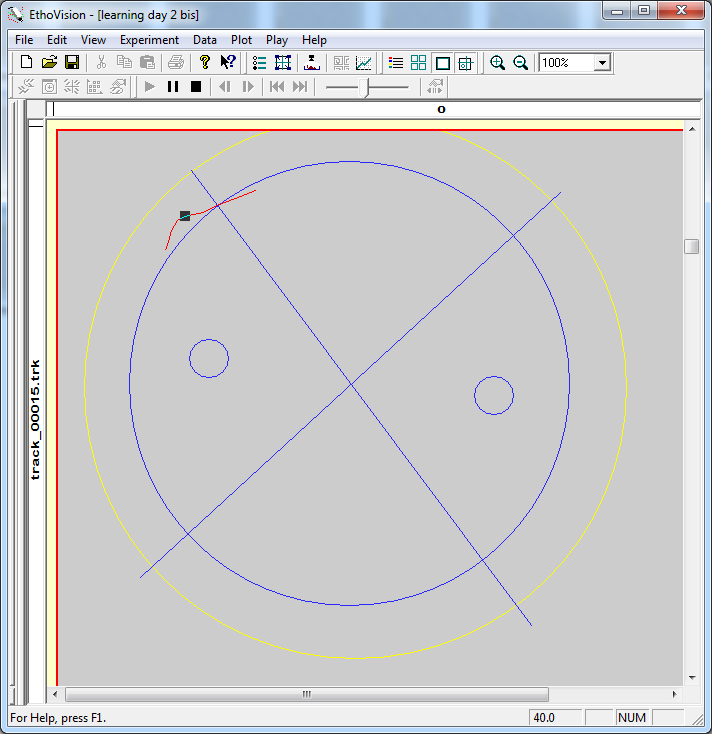 EthoVision - [learning day 2 bis]
File Edit View Experiment Data Plot Play Help
100%
0
track_00015.trk
For Help, press F1.
40.0
NUM